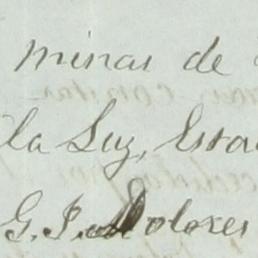 minas de
la Luz, Esta
G. P. Dolores